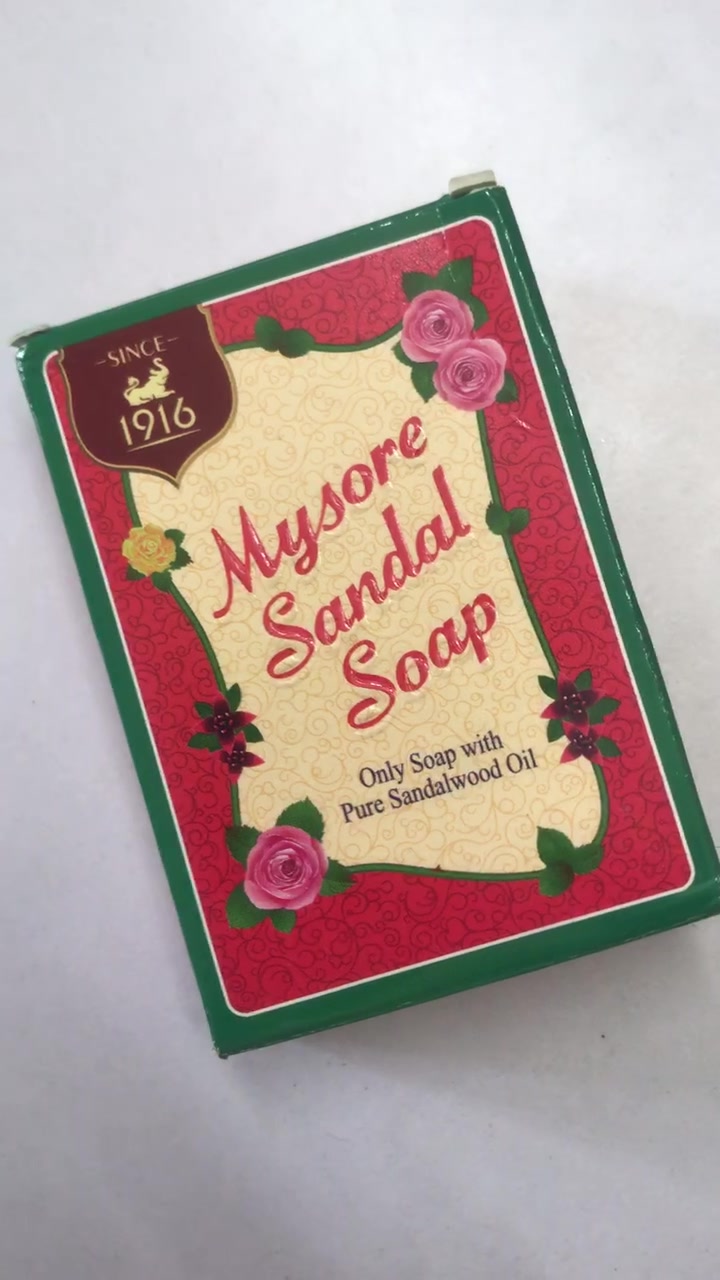 -SINCE-
1916
Mysore
Sandal
Soap
Only Soap with
Pure Sandalwood Oil